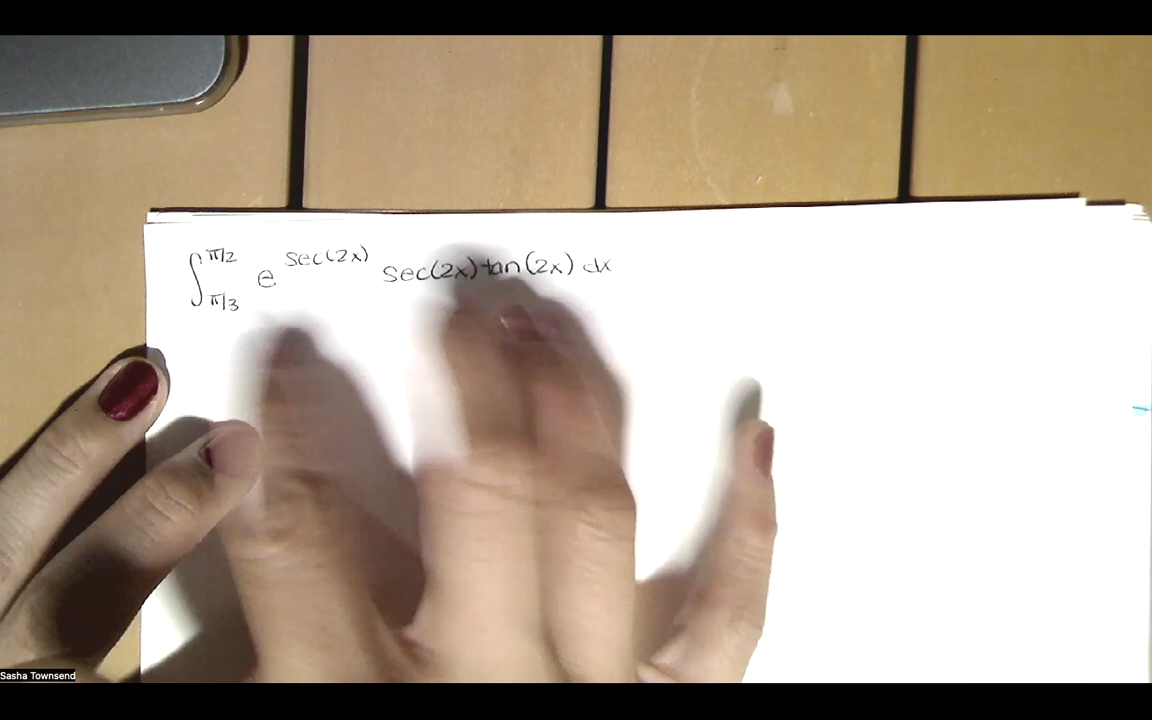 ∫_{π/3}^{π/2} e^{sec(2x)} sec(2x) tan(2x) dx
Sasha Townsend